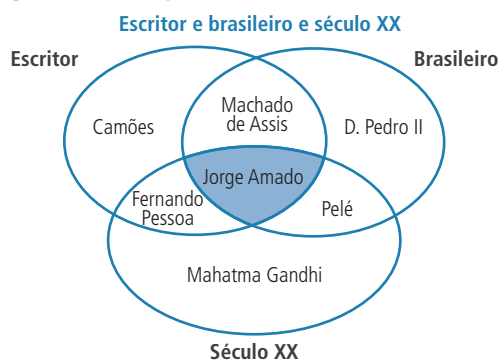 Escritor e brasileiro e século XX
Escritor
Brasileiro
Camões
Machado
de Assis
D. Pedro II
Jorge Amado
Fernando
Pessoa
Pelé
Mahatma Gandhi
Século XX